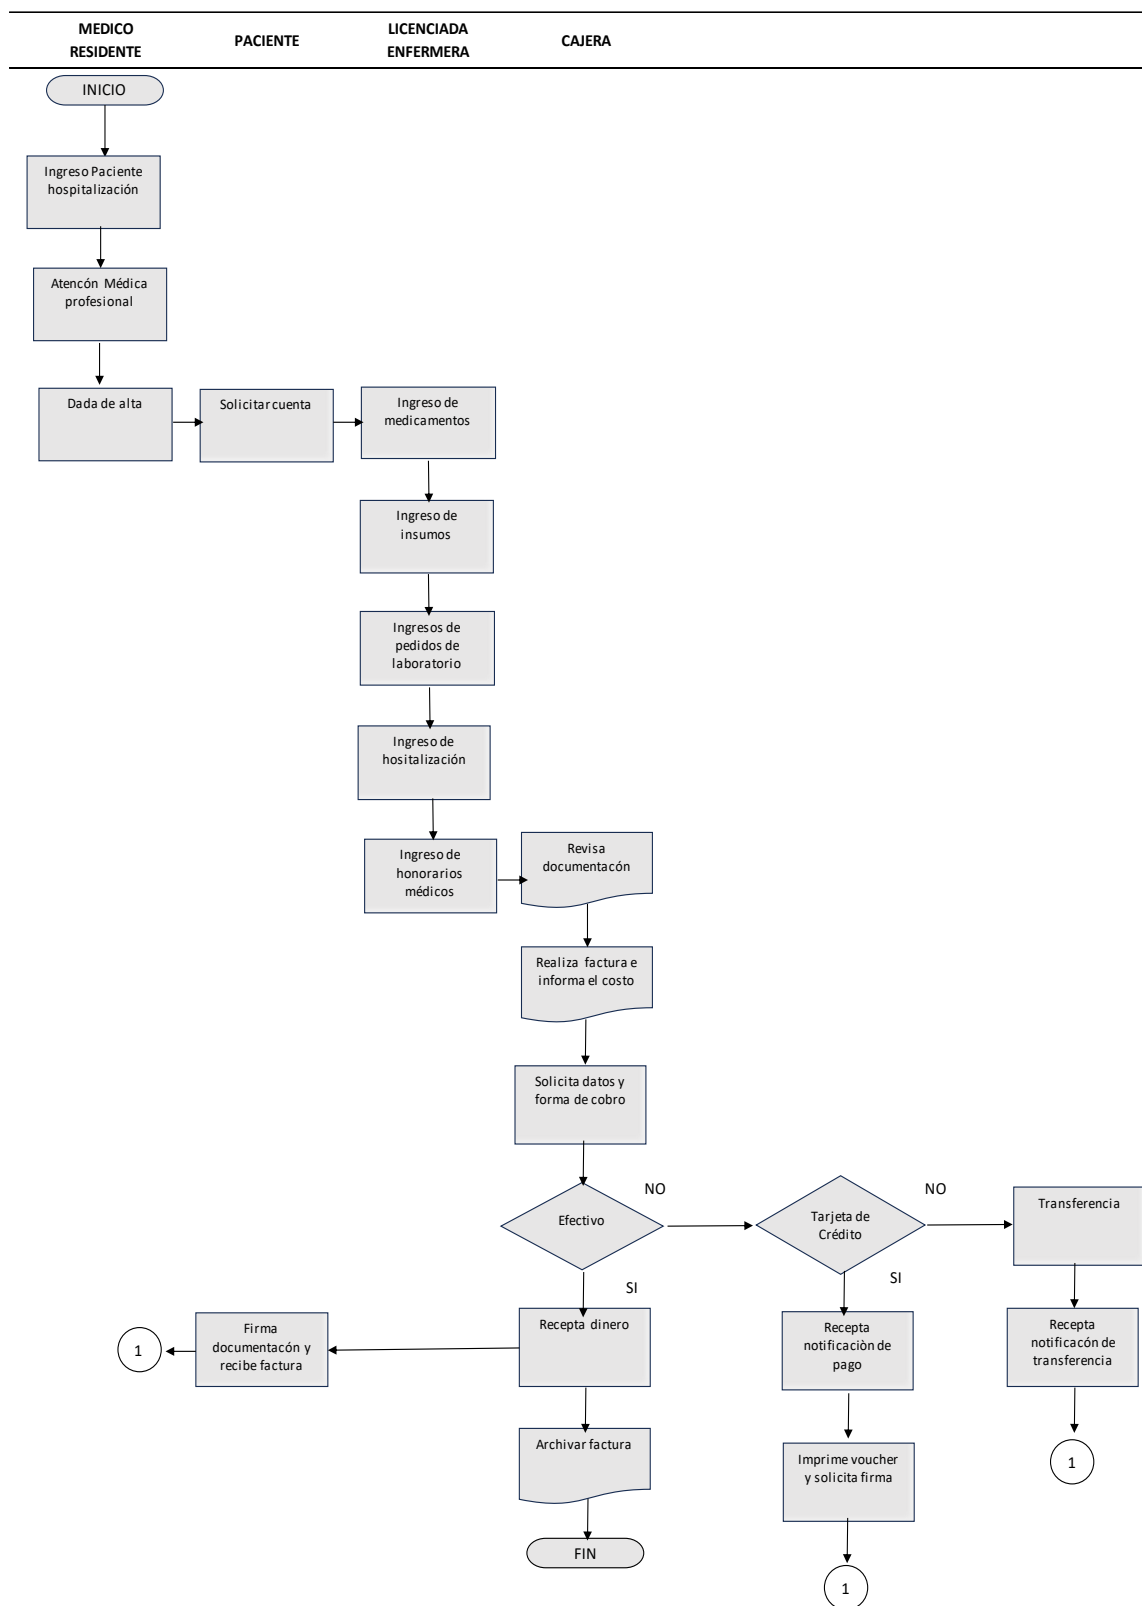 MEDICO
RESIDENTE
PACIENTE
LICENCIADA
ENFERMERA
CAJERA
INICIO
Ingreso Paciente
hospitalización
Atencón Médica
profesional
Dada de alta
Solicitar cuenta
Ingreso de
medicamentos
Ingreso de
insumos
Ingresos de
pedidos de
laboratorio
Ingreso de
hositalización
Ingreso de
honorarios
médicos
Revisa
documentacón
Realiza factura e
informa el costo
Solicita datos y
forma de cobro
Efectivo
NO
Tarjeta de
Crédito
NO
Transferencia
SI
SI
1
Firma
documentacón y
recibe factura
Recepta dinero
Recepta
notificaciòn de
pago
Recepta
notificacón de
transferencia
Archivar factura
Imprime voucher
y solicita firma
1
FIN
1